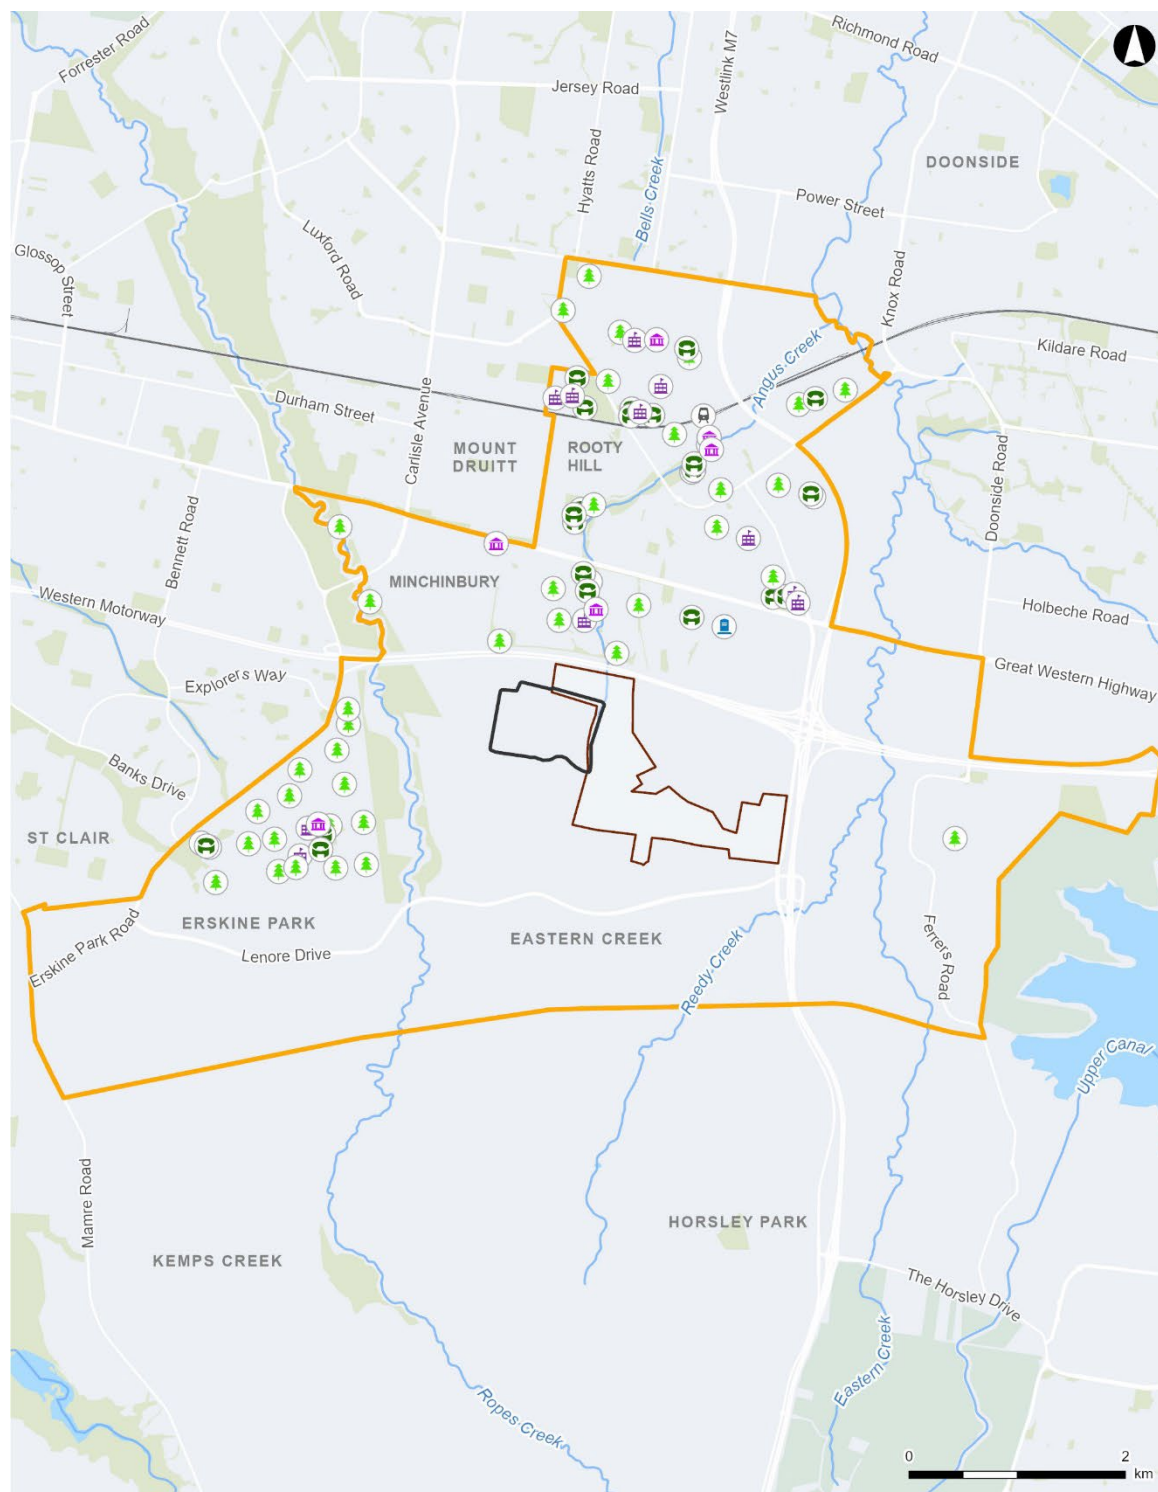 Forrester Road
Richmond Road
Westlink M7
Jersey Road
Hyatts Road
Bells Creek
DOONSIDE
Power Street
Luxford Road
Glossop Street
Knox Road
Kildare Road
Angus Creek
Durham Street
Carlisle Avenue
MOUNT
DRUITT
ROOTY
HILL
Doonside Road
Bennett Road
MINCHINBURY
Western Motorway
Holbeche Road
Great Western Highway
Explorers Way
Banks Drive
ST CLAIR
ERSKINE PARK
Erskine Park Road
Lenore Drive
EASTERN CREEK
Reedy Creek
Ferrers Road
Upper Canal
Mamre Road
HORSLEY PARK
KEMPS CREEK
The Horsley Drive
Eastern Creek
Ropes Creek
0 2
km